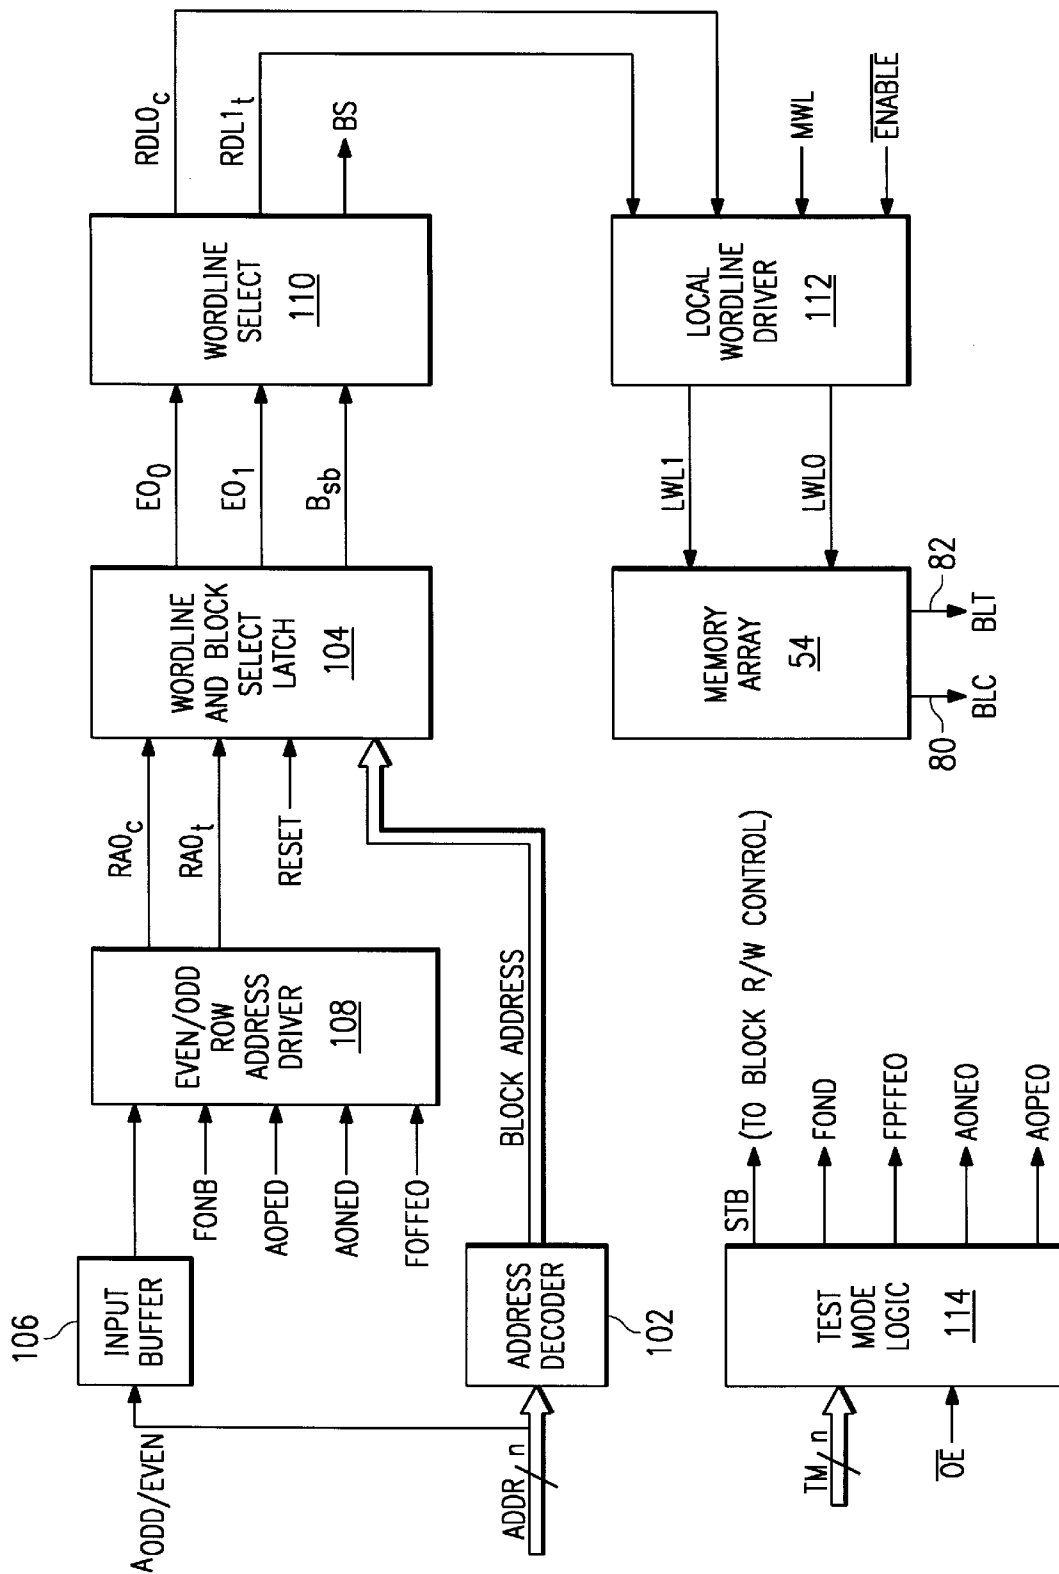 106
INPUT
BUFFER
A_ODD/EVEN
ADDR
n
ADDRESS
DECODER
102
BLOCK ADDRESS
FONB
AOPED
AONED
FOFFEO
EVEN/ODD
ROW
ADDRESS
DRIVER
108
RA0c
RA0t
RESET
WORDLINE
AND BLOCK
SELECT
LATCH
104
EO0
EO1
Bsb
WORDLINE
SELECT
110
RDL0c
RDL1t
BS
TM
n
OE
TEST
MODE
LOGIC
114
STB
(TO BLOCK R/W CONTROL)
FOND
FPFFEO
AONEO
AOPEO
MEMORY
ARRAY
54
80
BLC
82
BLT
LWL1
LWL0
LOCAL
WORDLINE
DRIVER
112
MWL
ENABLE